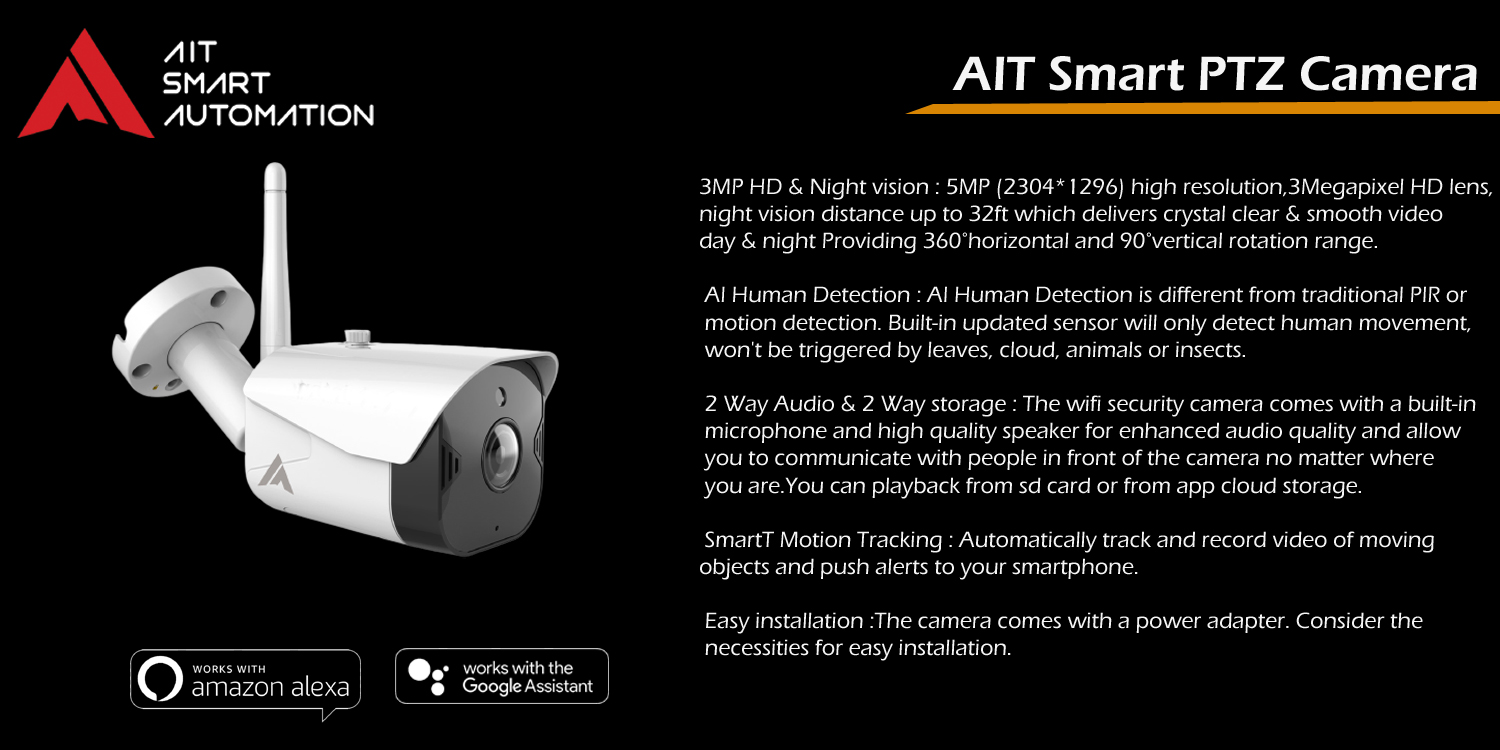 AIT
SMART
AUTOMATION
AIT Smart PTZ Camera
3MP HD & Night vision : 5MP (2304*1296) high resolution,3Megapixel HD lens,
night vision distance up to 32ft which delivers crystal clear & smooth video
day & night Providing 360°horizontal and 90°vertical rotation range.
AI Human Detection : AI Human Detection is different from traditional PIR or
motion detection. Built-in updated sensor will only detect human movement,
won't be triggered by leaves, cloud, animals or insects.
2 Way Audio & 2 Way storage : The wifi security camera comes with a built-in
microphone and high quality speaker for enhanced audio quality and allow
you to communicate with people in front of the camera no matter where
you are.You can playback from sd card or from app cloud storage.
SmartT Motion Tracking : Automatically track and record video of moving
objects and push alerts to your smartphone.
Easy installation :The camera comes with a power adapter. Consider the
necessities for easy installation.
WORKS WITH
amazon alexa
works with the
Google Assistant